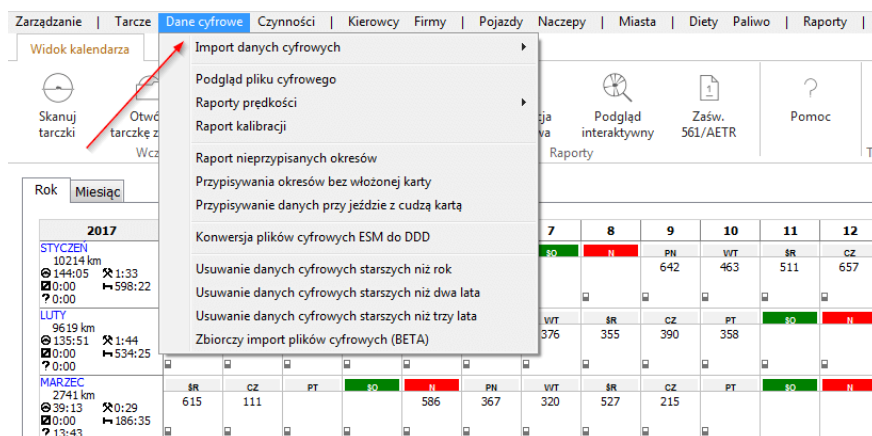 Zarządzanie | Tarcze Dane cyfrowe Czynności | Kierowcy Firmy | Pojazdy Naczepy | Miasta | Diety Paliwo | Raporty |
Widok kalendarza
Import danych cyfrowych
Podgląd pliku cyfrowego
Raporty prędkości
Raport kalibracji
Raport nieprzypisanych okresów
Przypisywania okresów bez włożonej karty
Przypisywanie danych przy jeździe z cudzą kartą
Konwersja plików cyfrowych ESM do DDD
Usuwanie danych cyfrowych starszych niż rok
Usuwanie danych cyfrowych starszych niż dwa lata
Usuwanie danych cyfrowych starszych niż trzy lata
Zbiorczy import plików cyfrowych (BETA)
Skanuj Otwó cja Podgląd Zaśw. Pomoc
tarczki tarczkę z wa interaktywny 561/AETR
Wcz Raporty T
Rok Miesiąc
2017 7 8 9 10 11 12
STYCZEŃ SO N PN WT ŚR CZ
10214 km 642 463 511 657
144:05 1:33
0:00 598:22
? 0:00
LUTY WT ŚR CZ PT SO N
9619 km 376 355 390 358
135:51 1:44
0:00 534:25
? 0:00
MARZEC ŚR CZ PT SO N PN WT ŚR CZ PT SO N
2741 km 615 111 586 367 320 527 215
39:13 0:29
0:00 186:35
? 13:43